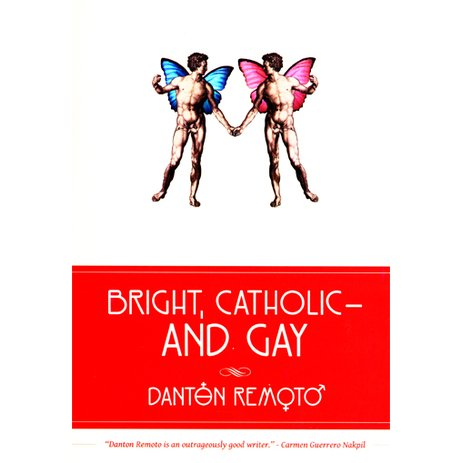 BRIGHT, CATHOLIC—
AND GAY
DANTON REMOTO
"Danton Remoto is an outrageously good writer." - Carmen Guerrero Nakpil